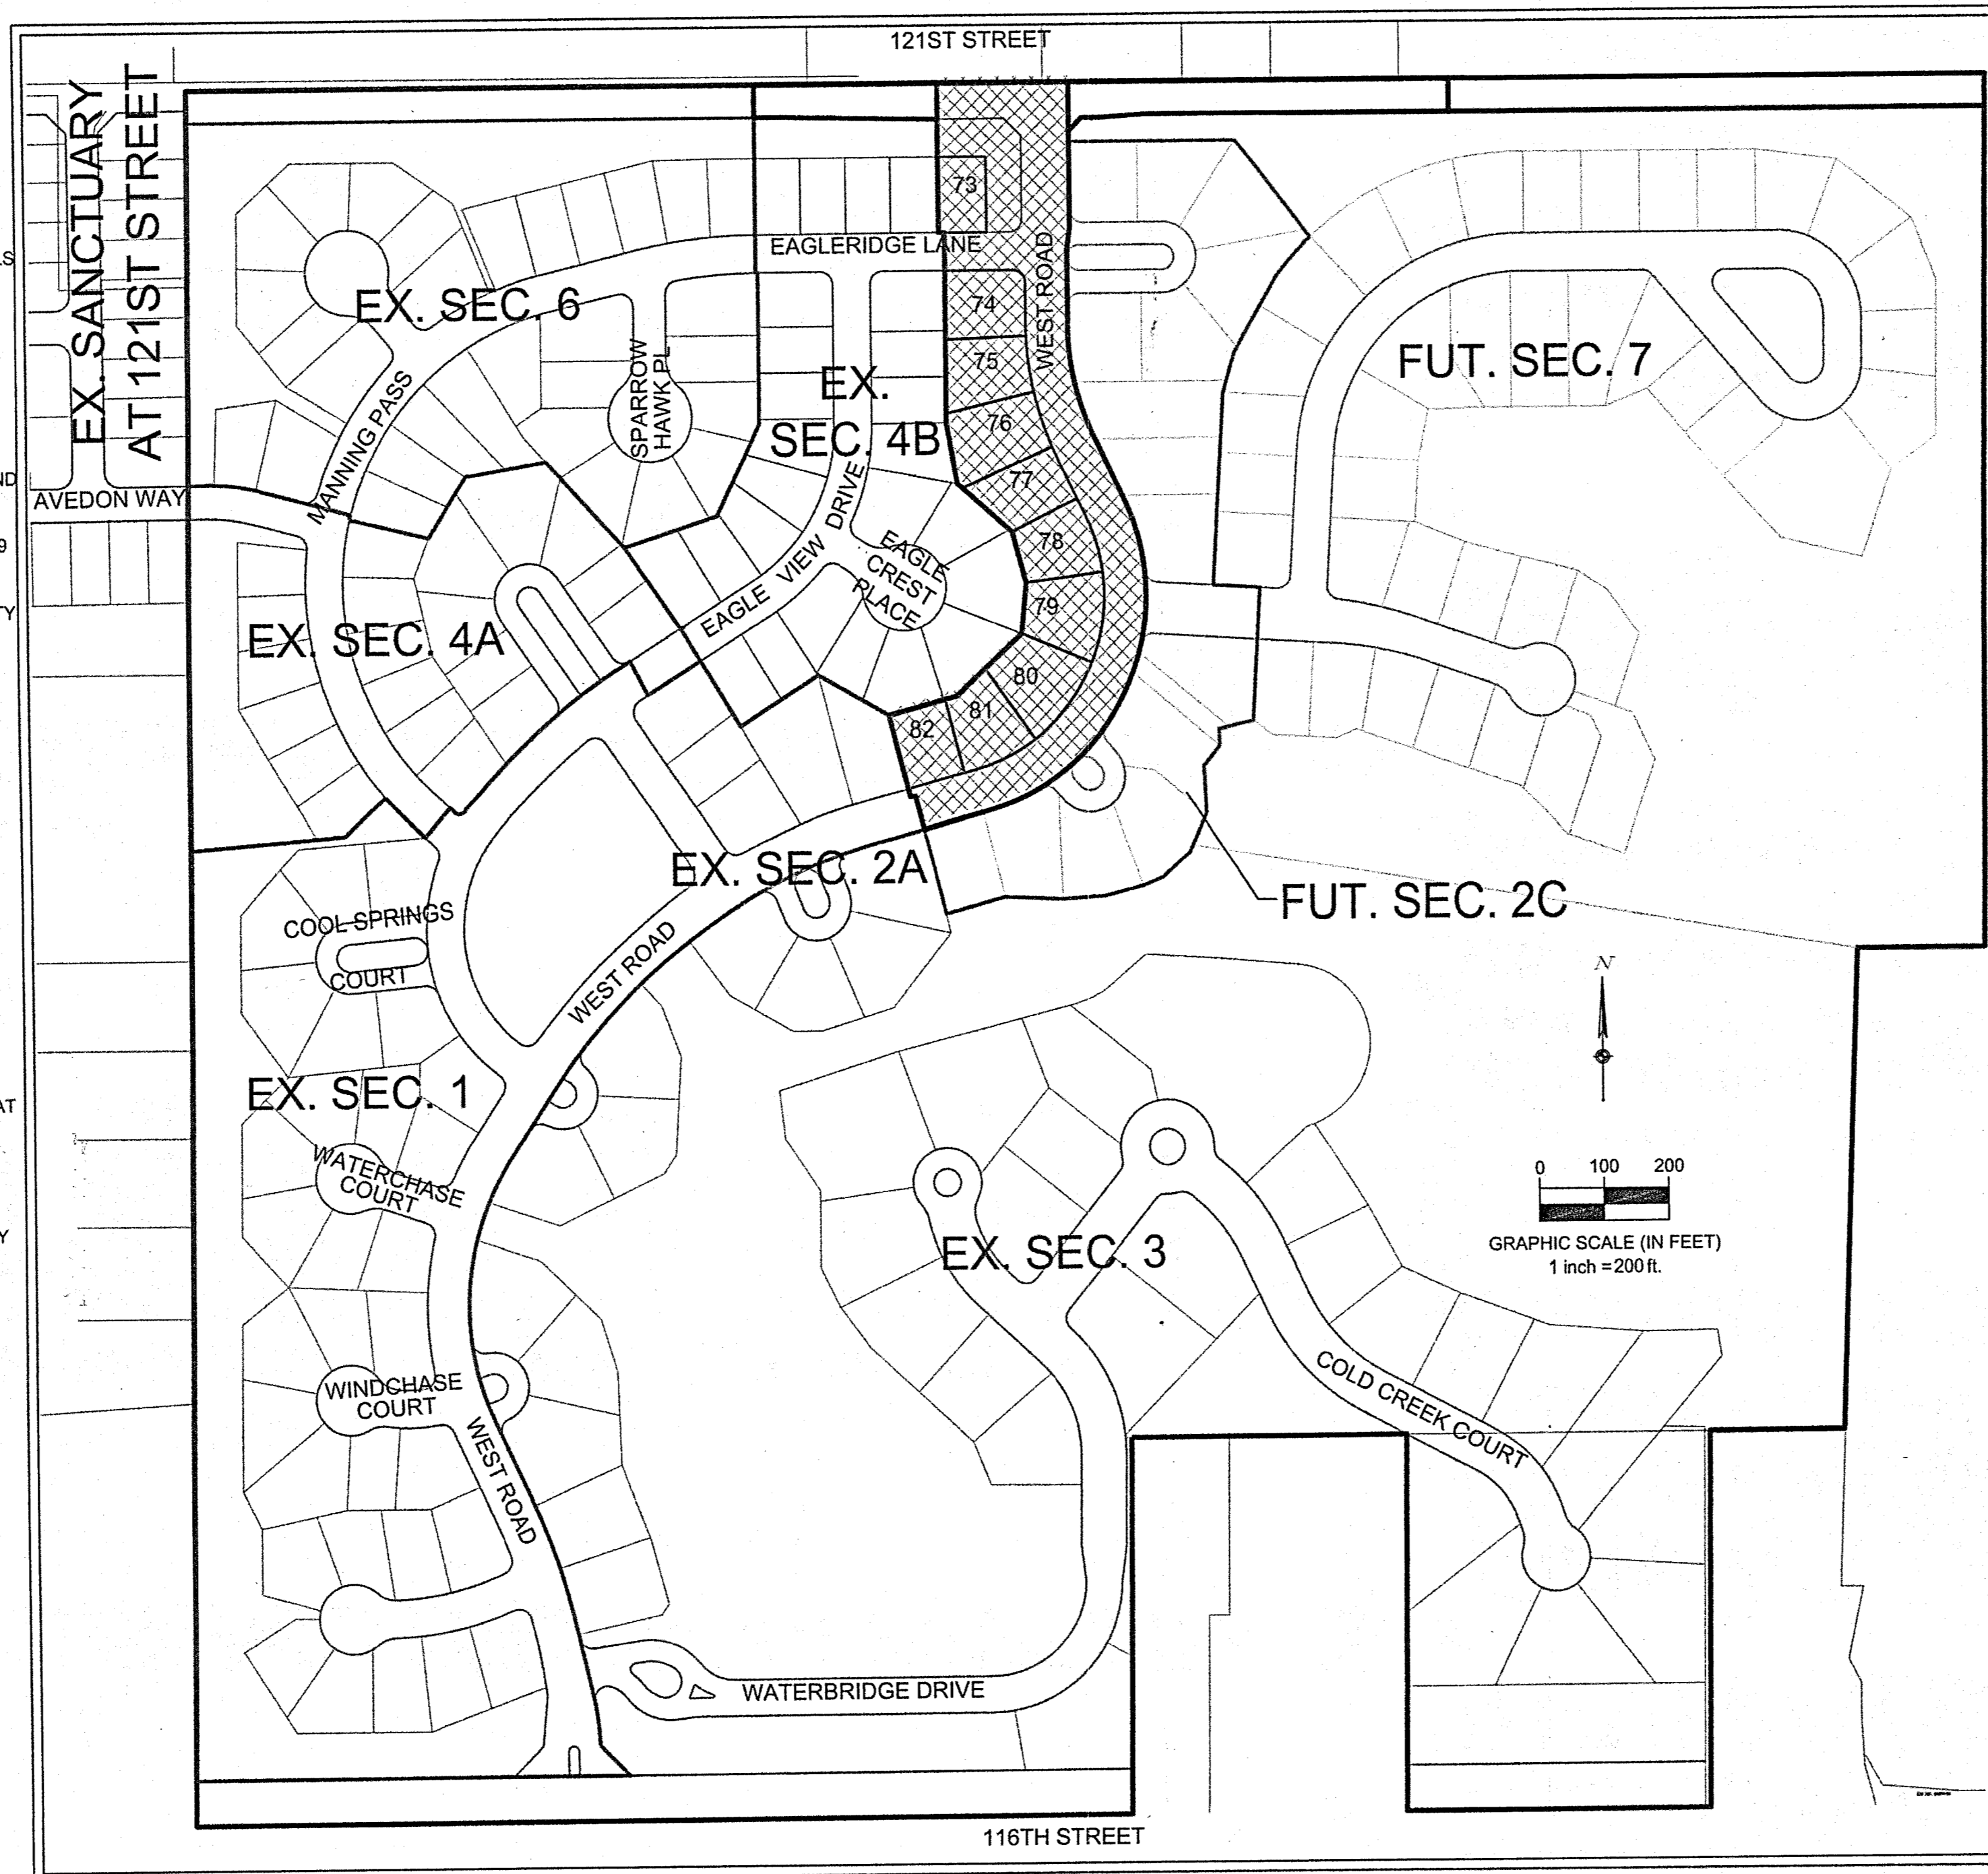 121ST STREET
EX. SANCTUARY
AT 121ST STREET
73
EAGLERIDGE LANE
WEST ROAD
EX. SEC. 6
74
SPARROW
HAWK PL
75
FUT. SEC. 7
EX.
SEC. 4B
76
MANNING PASS
77
ND
AVEDON WAY
EAGLE VIEW DRIVE
78
EAGLE
CREST
PLACE
9
79
TY
EX. SEC. 4A
80
81
82
EX. SEC. 2A
FUT. SEC. 2C
COOL SPRINGS
COURT
WEST ROAD
N
EX. SEC. 1
AT
WATERCHASE
COURT
0 100 200
GRAPHIC SCALE (IN FEET)
1 inch = 200 ft.
Y
EX. SEC. 3
WINDCHASE
COURT
COLD CREEK COURT
WEST ROAD
WATERBRIDGE DRIVE
116TH STREET